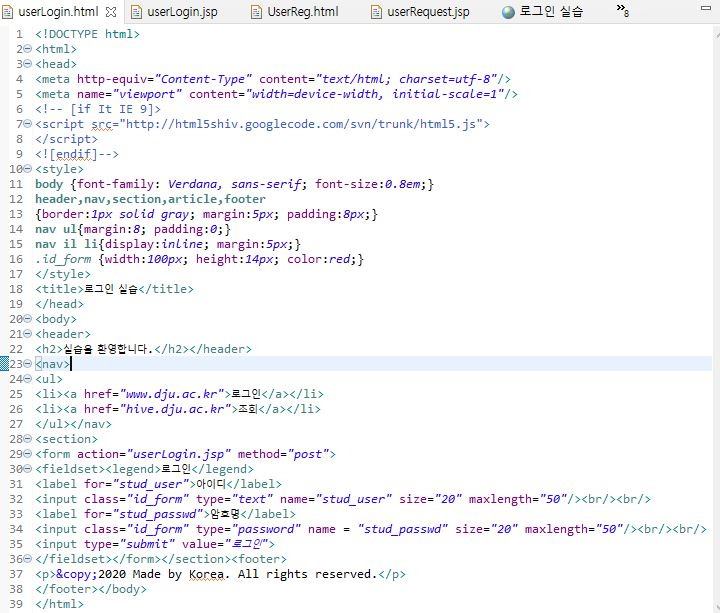 userLogin.html userLogin.jsp UserReg.html userRequest.jsp 로그인 실습 »8
1 <!DOCTYPE html>
2 <html>
3 <head>
4 <meta http-equiv="Content-Type" content="text/html; charset=utf-8"/>
5 <meta name="viewport" content="width=device-width, initial-scale=1"/>
6 <!-- [if It IE 9]>
7 <script src="http://html5shiv.googlecode.com/svn/trunk/html5.js">
8 </script>
9 <![endif]-->
10 <style>
11 body {font-family: Verdana, sans-serif; font-size:0.8em;}
12 header,nav,section,article,footer
13 {border:1px solid gray; margin:5px; padding:8px;}
14 nav ul{margin:8; padding:0;}
15 nav il li{display:inline; margin:5px;}
16 .id_form {width:100px; height:14px; color:red;}
17 </style>
18 <title>로그인 실습</title>
19 </head>
20 <body>
21 <header>
22 <h2>실습을 환영합니다.</h2></header>
23 <nav>
24 <ul>
25 <li><a href="www.dju.ac.kr">로그인</a></li>
26 <li><a href="hive.dju.ac.kr">조회</a></li>
27 </ul></nav>
28 <section>
29 <form action="userLogin.jsp" method="post">
30 <fieldset><legend>로그인</legend>
31 <label for="stud_user">아이디</label>
32 <input class="id_form" type="text" name="stud_user" size="20" maxlength="50"/><br/><br/>
33 <label for="stud_passwd">암호명</label>
34 <input class="id_form" type="password" name = "stud_passwd" size="20" maxlength="50"/><br/><br/>
35 <input type="submit" value="로그인">
36 </fieldset></form></section><footer>
37 <p>&copy;2020 Made by Korea. All rights reserved.</p>
38 </footer></body>
39 </html>